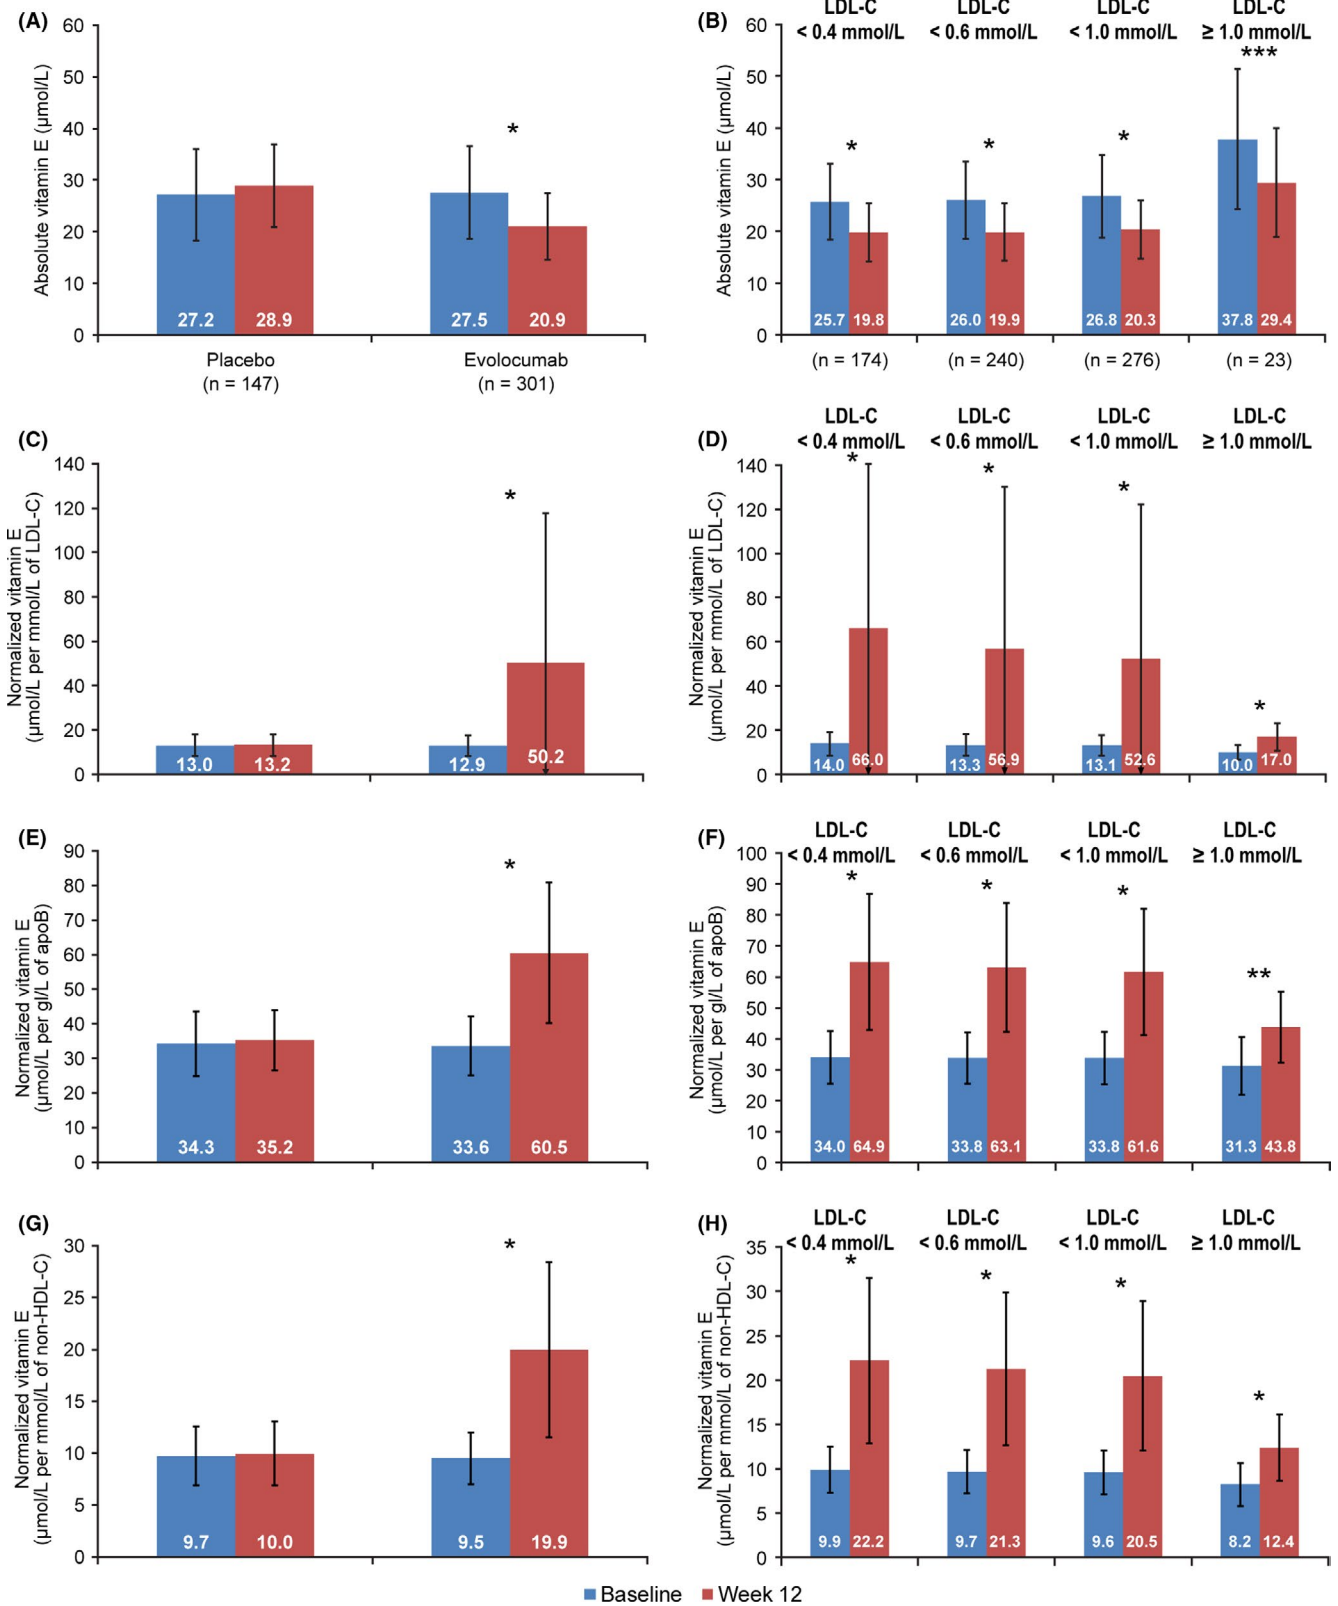 (A)
60
50
40
30
20
10
0
Absolute vitamin E (µmol/L)
*
27.2
28.9
27.5
20.9
Placebo
(n = 147)
Evolocumab
(n = 301)
(B)
LDL-C
< 0.4 mmol/L
LDL-C
< 0.6 mmol/L
LDL-C
< 1.0 mmol/L
LDL-C
≥ 1.0 mmol/L
60
50
40
30
20
10
0
Absolute vitamin E (µmol/L)
*
*
*
***
25.7
19.8
26.0
19.9
26.8
20.3
37.8
29.4
(n = 174)
(n = 240)
(n = 276)
(n = 23)
(C)
140
120
100
80
60
40
20
0
Normalized vitamin E
(µmol/L per mmol/L of LDL-C)
*
13.0
13.2
12.9
50.2
(D)
LDL-C
< 0.4 mmol/L
LDL-C
< 0.6 mmol/L
LDL-C
< 1.0 mmol/L
LDL-C
≥ 1.0 mmol/L
140
120
100
80
60
40
20
0
Normalized vitamin E
(µmol/L per mmol/L of LDL-C)
*
*
*
*
14.0
66.0
13.3
56.9
13.1
52.6
10.0
17.0
(E)
90
80
70
60
50
40
30
20
10
0
Normalized vitamin E
(µmol/L per gl/L of apoB)
*
34.3
35.2
33.6
60.5
(F)
LDL-C
< 0.4 mmol/L
LDL-C
< 0.6 mmol/L
LDL-C
< 1.0 mmol/L
LDL-C
≥ 1.0 mmol/L
100
90
80
70
60
50
40
30
20
10
0
Normalized vitamin E
(µmol/L per gl/L of apoB)
*
*
*
**
34.0
64.9
33.8
63.1
33.8
61.6
31.3
43.8
(G)
30
25
20
15
10
5
0
Normalized vitamin E
(µmol/L per mmol/L of non-HDL-C)
*
9.7
10.0
9.5
19.9
(H)
LDL-C
< 0.4 mmol/L
LDL-C
< 0.6 mmol/L
LDL-C
< 1.0 mmol/L
LDL-C
≥ 1.0 mmol/L
35
30
25
20
15
10
5
0
Normalized vitamin E
(µmol/L per mmol/L of non-HDL-C)
*
*
*
*
9.9
22.2
9.7
21.3
9.6
20.5
8.2
12.4
Baseline
Week 12